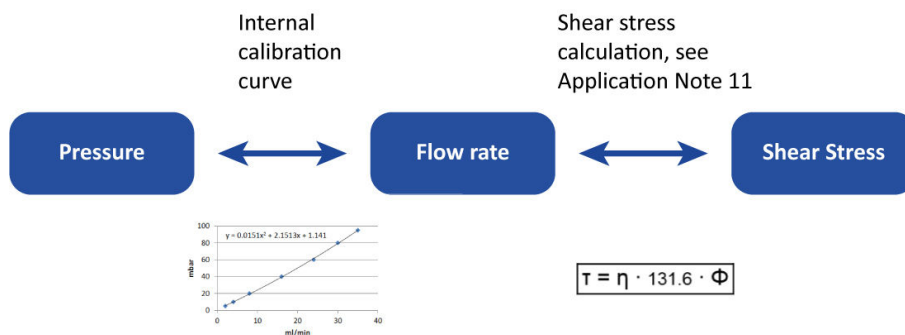 Internal
calibration
curve
Shear stress
calculation, see
Application Note 11
Pressure
Flow rate
Shear Stress
y = 0.0151x² + 2.1513x + 1.141
mbar
100
80
60
40
20
0
0 10 20 30 40
ml/min
τ = η · 131.6 · Φ